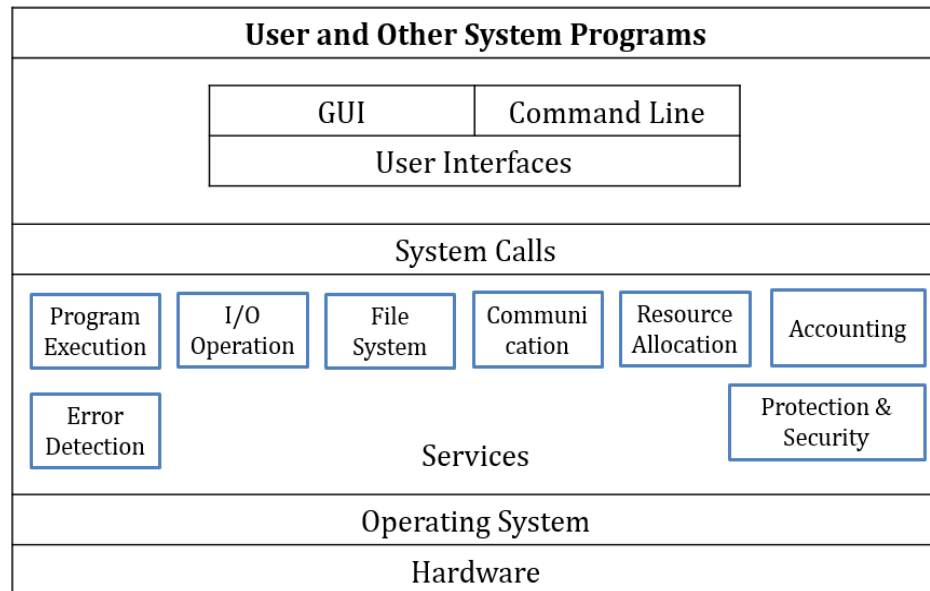 User and Other System Programs
GUI
Command Line
User Interfaces
System Calls
Program
Execution
I/O
Operation
File
System
Communi
cation
Resource
Allocation
Accounting
Error
Detection
Protection &
Security
Services
Operating System
Hardware